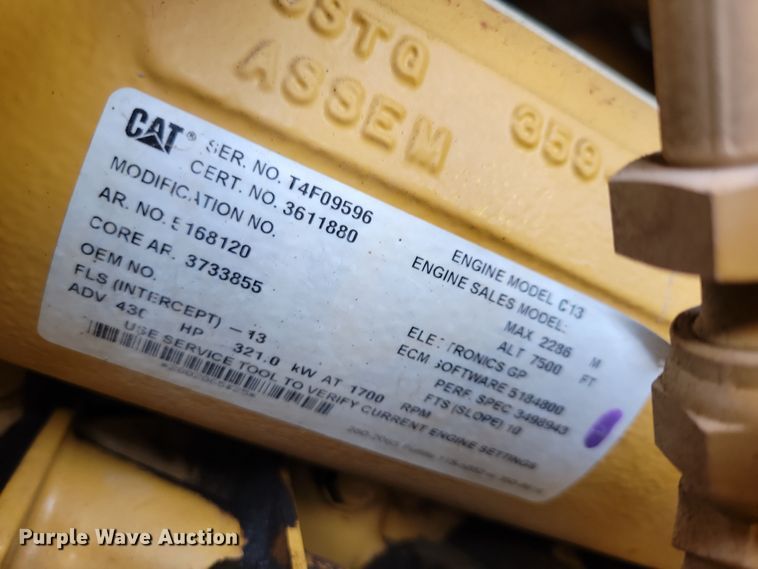 STQ
ASSEM 353
CAT® SER. NO. T4F09596
CERT. NO. 3611880
MODIFICATION NO.
AR. NO. 5168120
CORE AR. 3733855
OEM NO.
FLS (INTERCEPT) -13
ADV 430 HP 321.0 kW AT 1700 RPM
USE SERVICE TOOL TO VERIFY CURRENT ENGINE SETTINGS
ENGINE MODEL C13
ENGINE SALES MODEL:
MAX 2286 M
ALT 7500 FT
ELECTRONICS GP
ECM SOFTWARE 5184800
PERF. SPEC 3498943
FTS (SLOPE) 10
Purple Wave Auction